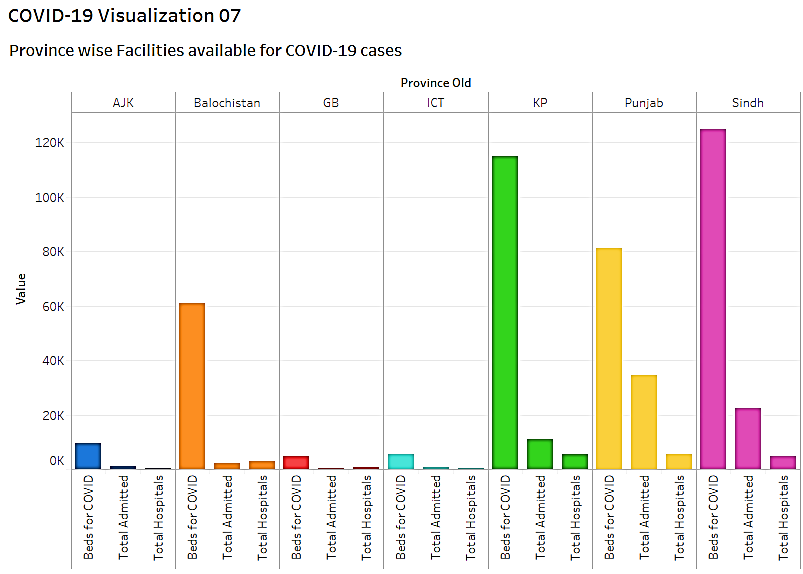 COVID-19 Visualization 07
Province wise Facilities available for COVID-19 cases
Province Old
AJK Balochistan GB ICT KP Punjab Sindh
120K
100K
80K
60K
40K
20K
0K
Value
Beds for COVID
Total Admitted
Total Hospitals
Beds for COVID
Total Admitted
Total Hospitals
Beds for COVID
Total Admitted
Total Hospitals
Beds for COVID
Total Admitted
Total Hospitals
Beds for COVID
Total Admitted
Total Hospitals
Beds for COVID
Total Admitted
Total Hospitals
Beds for COVID
Total Admitted
Total Hospitals